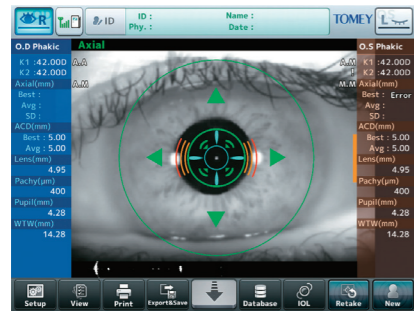 R
ID
ID :
Name :
Phy. :
Date :
TOMEY
L
O.D Phakic
Axial
O.S Phakic
K1 :42.00D
A.A
A.M
K1 :42.00D
K2 :42.00D
K2 :42.00D
Axial(mm)
A.M
M.M
Axial(mm)
Best :
Best : Error
Avg :
Avg :
SD :
SD :
ACD(mm)
ACD(mm)
Best : 5.00
Best : 5.00
Avg : 5.00
Avg : 5.00
Lens(mm)
Lens(mm)
4.95
4.95
Pachy(μm)
Pachy(μm)
400
400
Pupil(mm)
Pupil(mm)
4.28
4.28
WTW(mm)
WTW(mm)
14.28
14.28
Setup
View
Print
Export&Save
Database
IOL
Retake
New